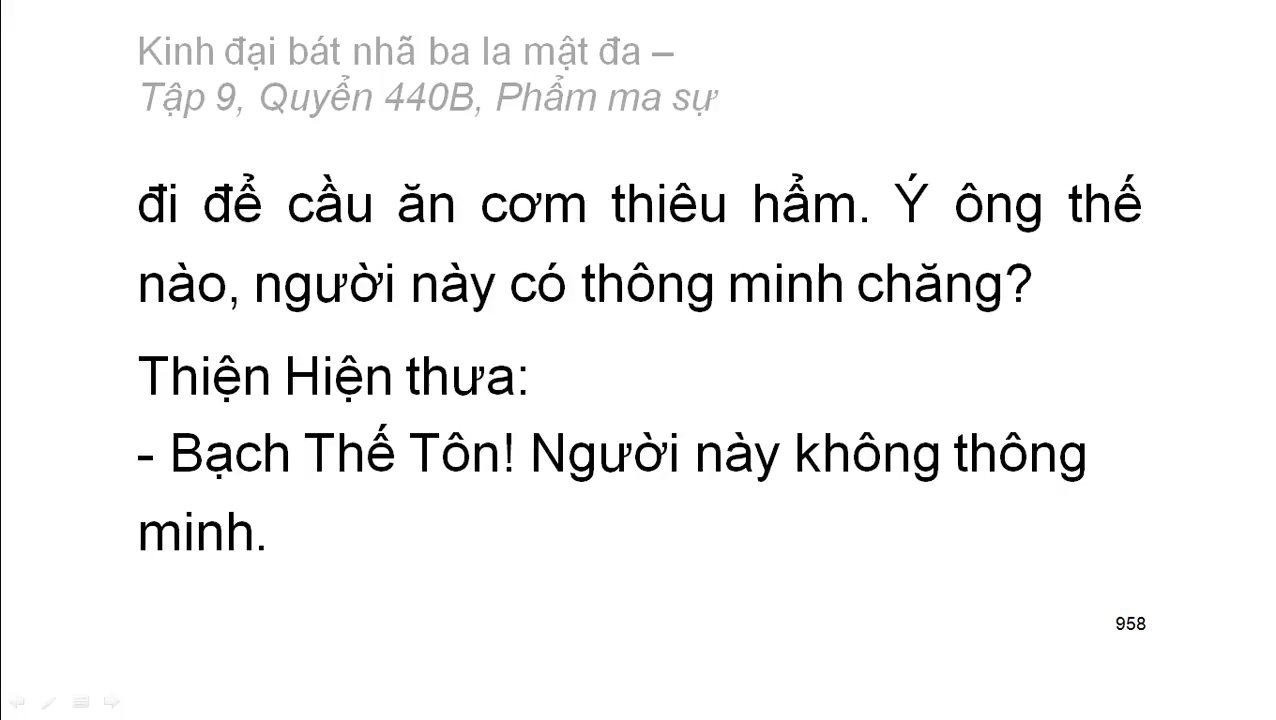 Kinh đại bát nhã ba la mật đa –
Tập 9, Quyển 440B, Phẩm ma sự
đi để cầu ăn cơm thiêu hẩm. Ý ông thế
nào, người này có thông minh chăng?
Thiện Hiện thưa:
- Bạch Thế Tôn! Người này không thông
minh.
958